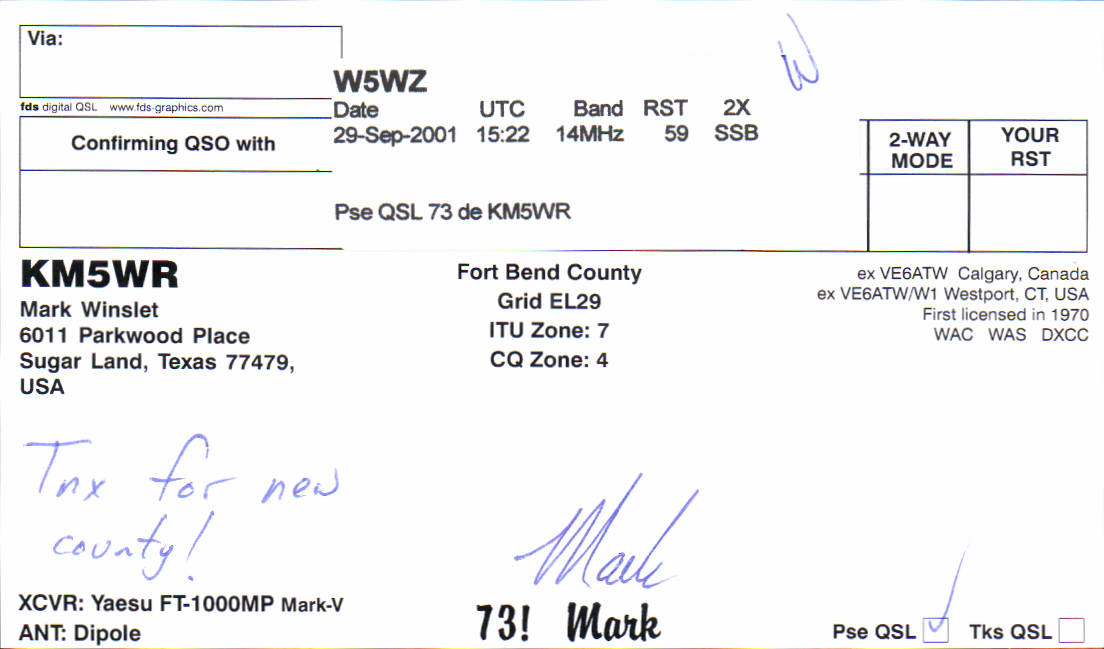 Via:
W
W5WZ
fds digital QSL www.fds-graphics.com
Date UTC Band RST 2X
29-Sep-2001 15:22 14MHz 59 SSB
Confirming QSO with
2-WAY MODE
YOUR RST
Pse QSL 73 de KM5WR
KM5WR
Mark Winslet
6011 Parkwood Place
Sugar Land, Texas 77479,
USA
Fort Bend County
Grid EL29
ITU Zone: 7
CQ Zone: 4
ex VE6ATW Calgary, Canada
ex VE6ATW/W1 Westport, CT, USA
First licensed in 1970
WAC WAS DXCC
Tnx for new
county!
Mark
XCVR: Yaesu FT-1000MP Mark-V
ANT: Dipole
73! Mark
Pse QSL Tks QSL